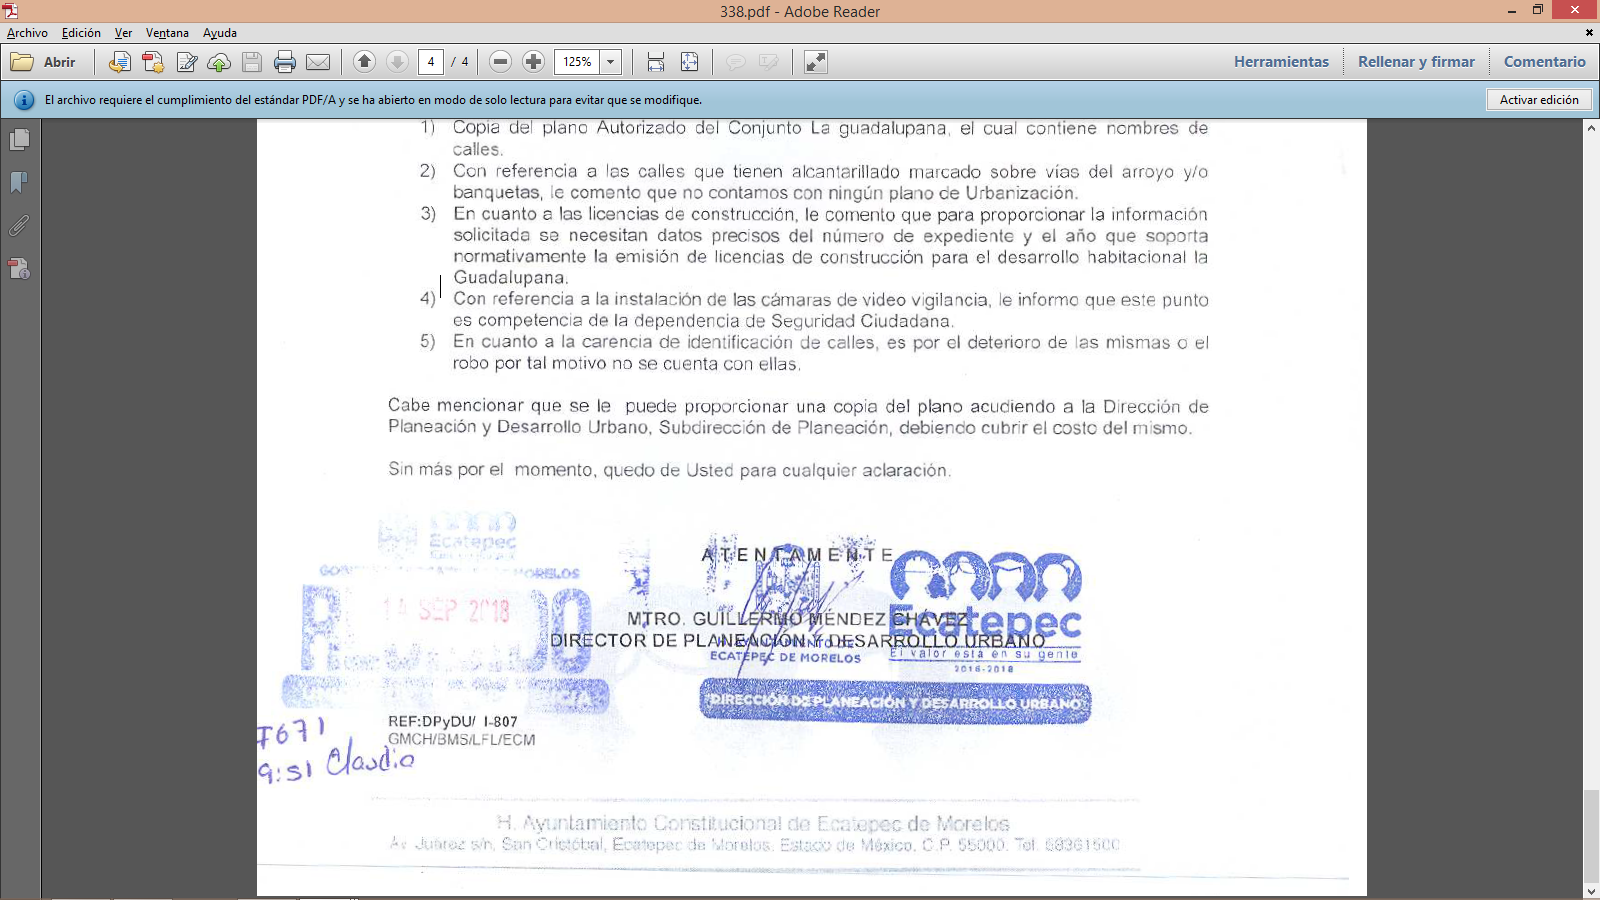 338.pdf - Adobe Reader
Archivo Edición Ver Ventana Ayuda
Abrir 4 / 4 125% Herramientas Rellenar y firmar Comentario
El archivo requiere el cumplimiento del estándar PDF/A y se ha abierto en modo de solo lectura para evitar que se modifique. Activar edición
1) Copia del plano Autorizado del Conjunto La guadalupana, el cual contiene nombres de
calles.
2) Con referencia a las calles que tienen alcantarillado marcado sobre vías del arroyo y/o
banquetas, le comento que no contamos con ningún plano de Urbanización.
3) En cuanto a las licencias de construcción, le comento que para proporcionar la información
solicitada se necesitan datos precisos del número de expediente y el año que soporta
normativamente la emisión de licencias de construcción para el desarrollo habitacional la
Guadalupana.
4) Con referencia a la instalación de las cámaras de video vigilancia, le informo que este punto
es competencia de la dependencia de Seguridad Ciudadana.
5) En cuanto a la carencia de identificación de calles, es por el deterioro de las mismas o el
robo por tal motivo no se cuenta con ellas.
Cabe mencionar que se le puede proporcionar una copia del plano acudiendo a la Dirección de
Planeación y Desarrollo Urbano, Subdirección de Planeación, debiendo cubrir el costo del mismo.
Sin más por el momento, quedo de Usted para cualquier aclaración.
Ecatepec
MORELOS
14 SEP 2018
ATENTAMENTE
MTRO. GUILLERMO MÉNDEZ CHÁVEZ
DIRECTOR DE PLANEACIÓN Y DESARROLLO URBANO
H. AYUNTAMIENTO DE
ECATEPEC DE MORELOS
Ecatepec
El valor está en su gente
2016-2018
DIRECCIÓN DE PLANEACIÓN Y DESARROLLO URBANO
REF:DPyDU/ I-807
GMCH/BMS/LFL/ECM
F671
9:51 Claudia
H. Ayuntamiento Constitucional de Ecatepec de Morelos
Av. Juárez s/n, San Cristóbal, Ecatepec de Morelos, Estado de México, C.P. 55000, Tel. 58361500